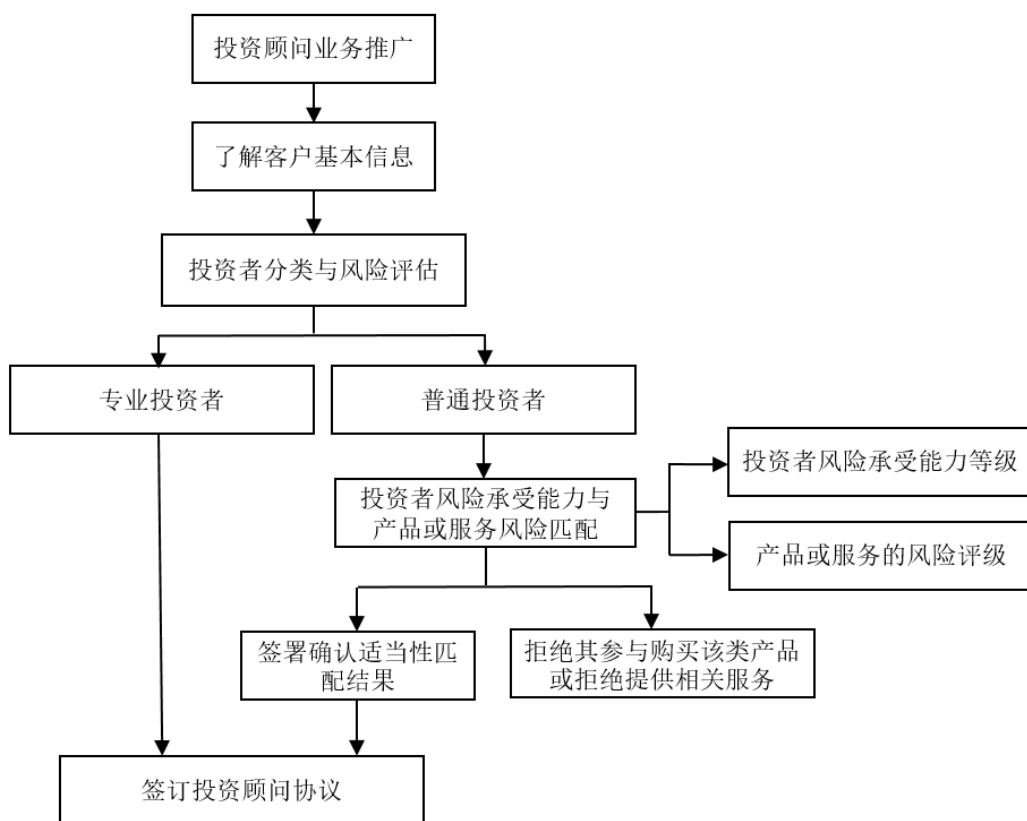 投资顾问业务推广
了解客户基本信息
投资者分类与风险评估
专业投资者
普通投资者
投资者风险承受能力等级
投资者风险承受能力与
产品或服务风险匹配
产品或服务的风险评级
签署确认适当性匹
配结果
拒绝其参与购买该类产品
或拒绝提供相关服务
签订投资顾问协议